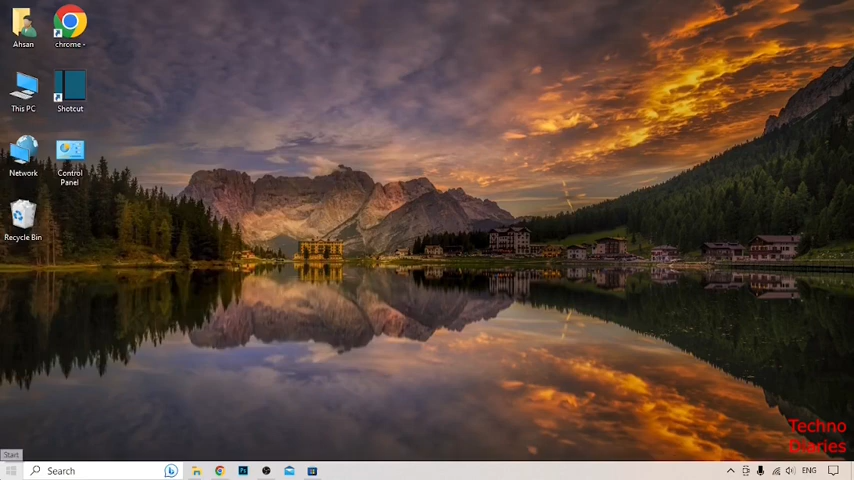 Ahsan
chrome -
This PC
Shotcut
Network
Control
Panel
Recycle Bin
Techno
Diaries
Start
Search
ENG